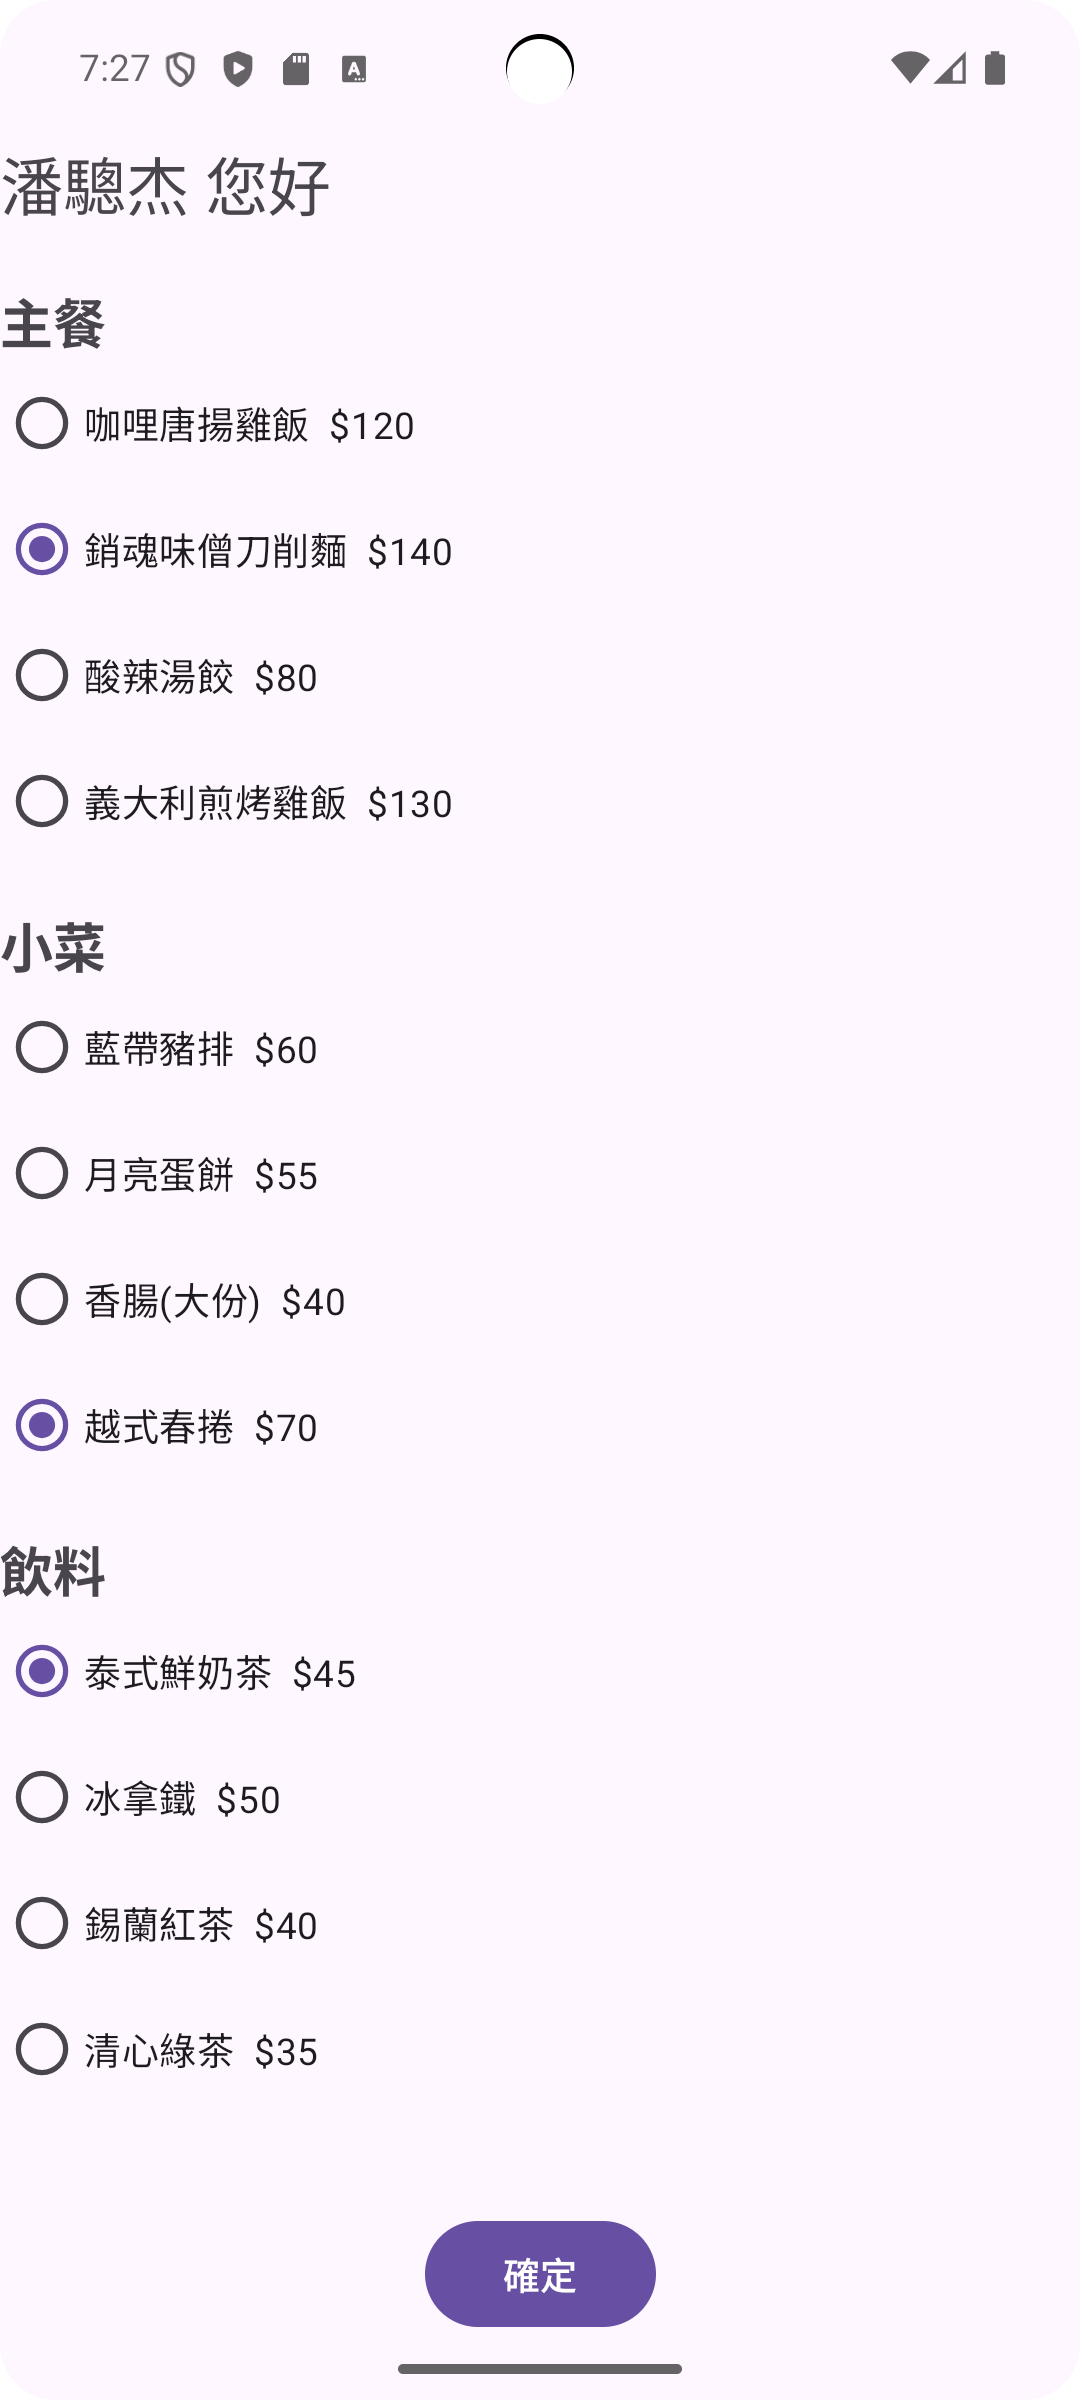 7:27
潘驄杰 您好
主餐
咖哩唐揚雞飯 $120
銷魂味僧刀削麵 $140
酸辣湯餃 $80
義大利煎烤雞飯 $130
小菜
藍帶豬排 $60
月亮蛋餅 $55
香腸(大份) $40
越式春捲 $70
飲料
泰式鮮奶茶 $45
冰拿鐵 $50
錫蘭紅茶 $40
清心綠茶 $35
確定